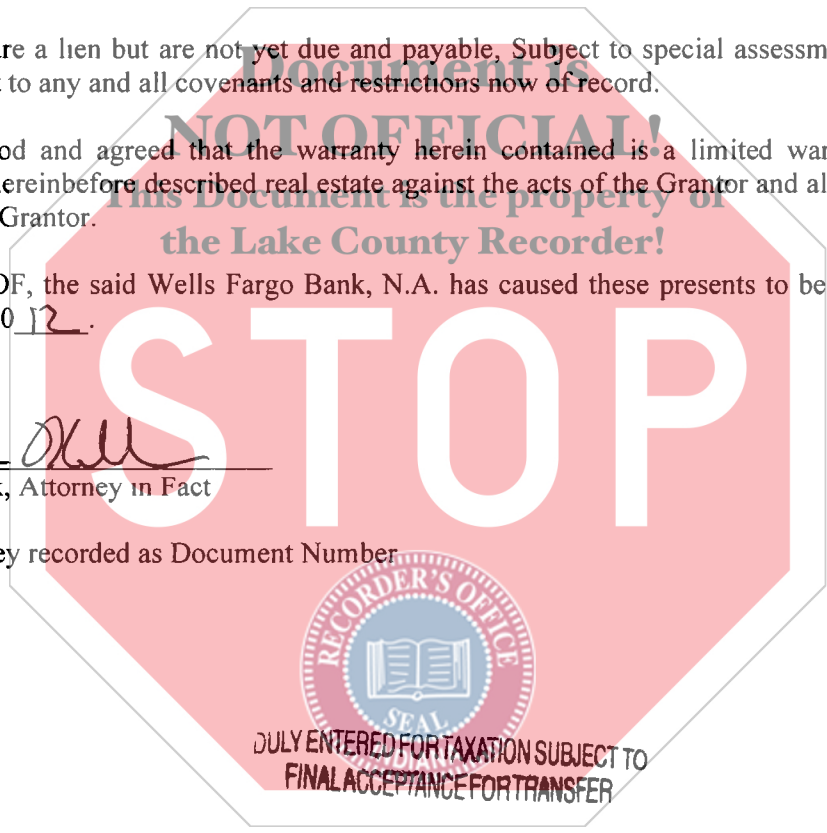 re a lien but are not yet due and payable, Subject to special assessm
Document is
t to any and all covenants and restrictions now of record.
NOT OFFICIAL!
od and agreed that the warranty herein contained is a limited war
ereinbefore described real estate against the acts of the Grantor and al
This Document is the property of
Grantor.
the Lake County Recorder!
OF, the said Wells Fargo Bank, N.A. has caused these presents to be
0 12.
STOP
, Attorney in Fact
ey recorded as Document Number
RECORDER'S OFFICE
SEAL
INDIANA
DULY ENTERED FOR TAXATION SUBJECT TO
FINAL ACCEPTANCE FOR TRANSFER